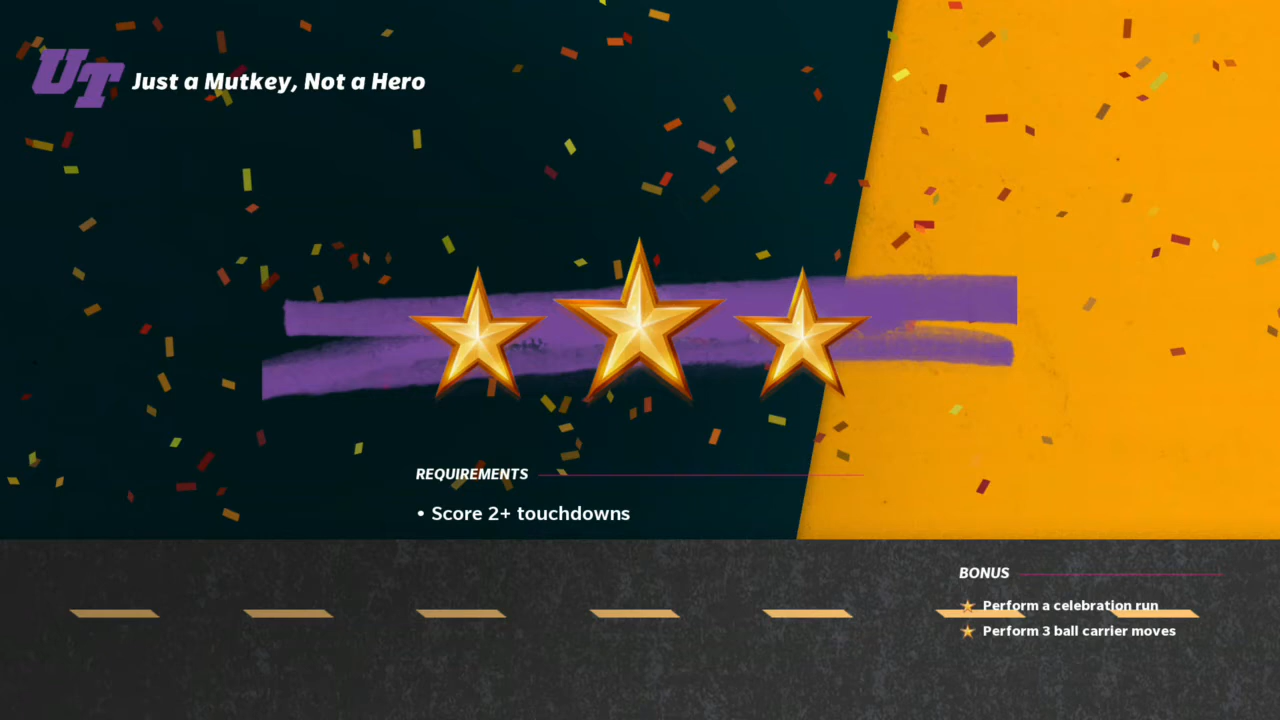 UT
Just a Mutkey, Not a Hero
REQUIREMENTS
• Score 2+ touchdowns
BONUS
Perform a celebration run
Perform 3 ball carrier moves